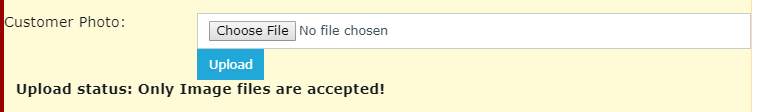 Customer Photo:
Choose File No file chosen
Upload
Upload status: Only Image files are accepted!